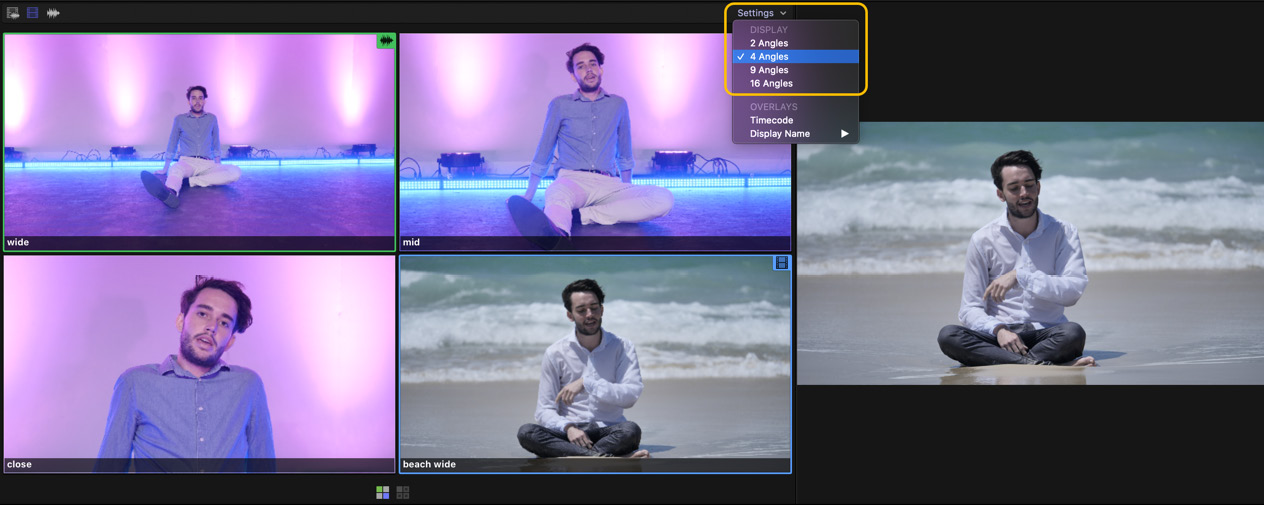 Settings
DISPLAY
2 Angles
4 Angles
9 Angles
16 Angles
OVERLAYS
Timecode
Display Name
wide
mid
close
beach wide